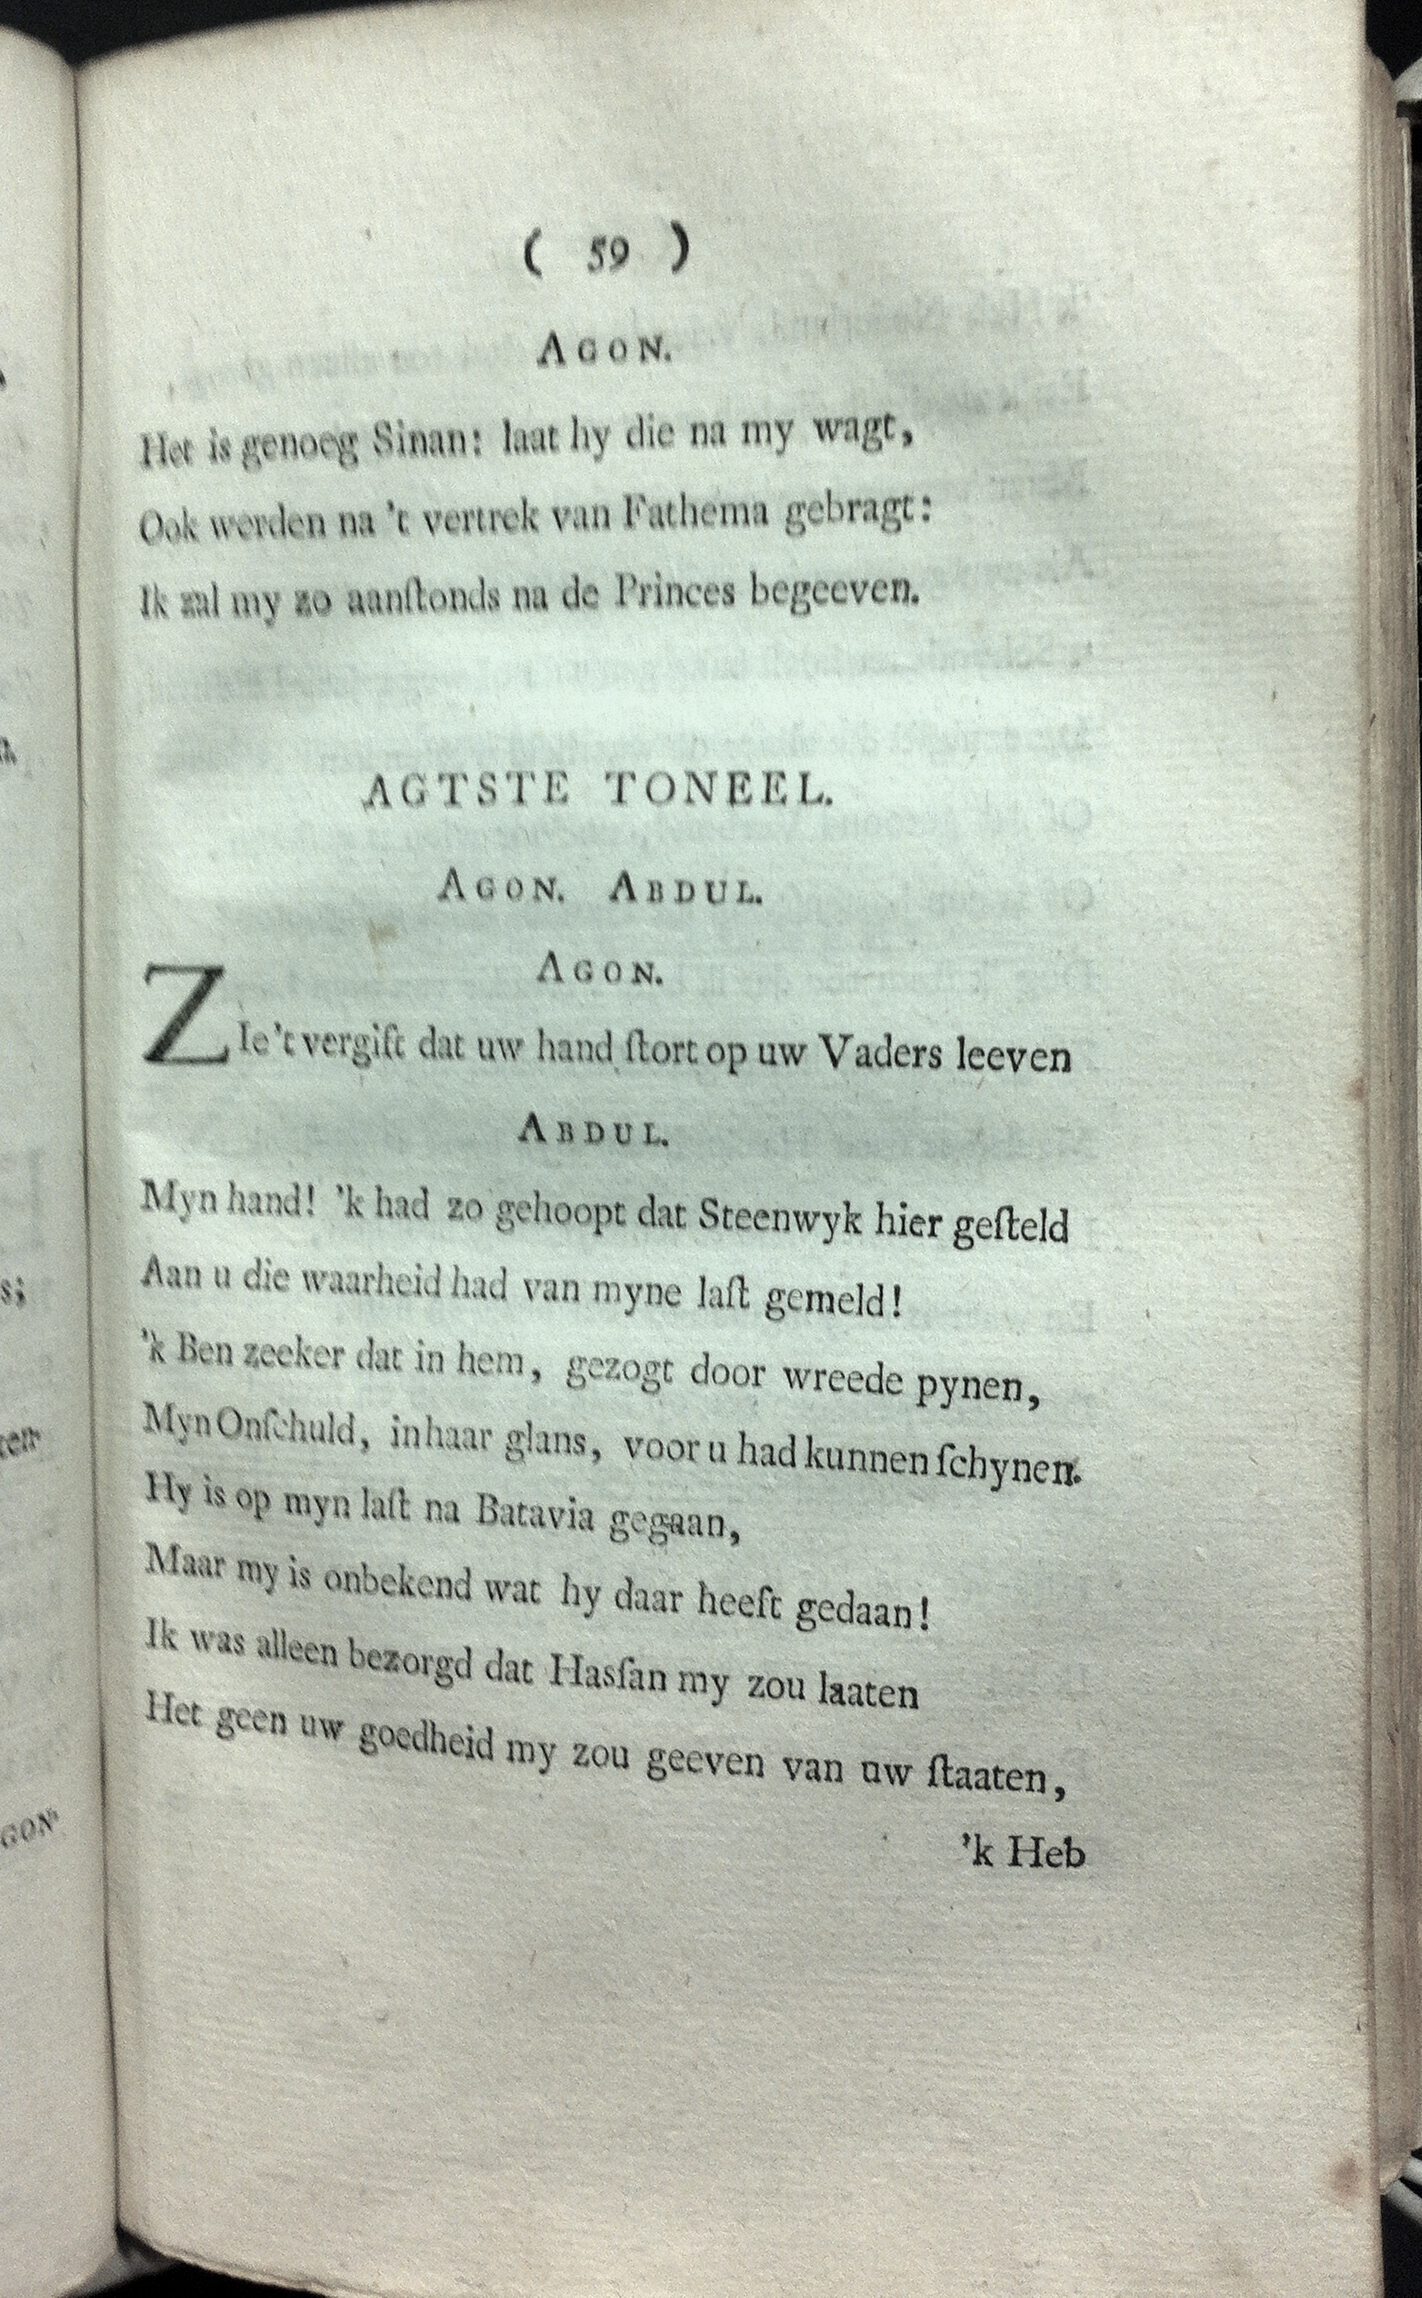 ( 59 )
AGON.
Het is genoeg Sinan: laat hy die na my wagt,
Ook werden na 't vertrek van Fathema gebragt:
Ik zal my zo aanſtonds na de Princes begeeven.
AGTSTE TONEEL.
AGON. ABDUL.
AGON.
ZIe 't vergift dat uw hand ſtort op uw Vaders leeven
ABDUL.
Myn hand! 'k had zo gehoopt dat Steenwyk hier geſteld
Aan u die waarheid had van myne laſt gemeld!
'k Ben zeeker dat in hem, gezogt door wreede pynen,
Myn Onſchuld, in haar glans, voor u had kunnen ſchynen.
Hy is op myn laſt na Batavia gegaan,
Maar my is onbekend wat hy daar heeft gedaan!
Ik was alleen bezorgd dat Hasſan my zou laaten
Het geen uw goedheid my zou geeven van uw ſtaaten,
'k Heb